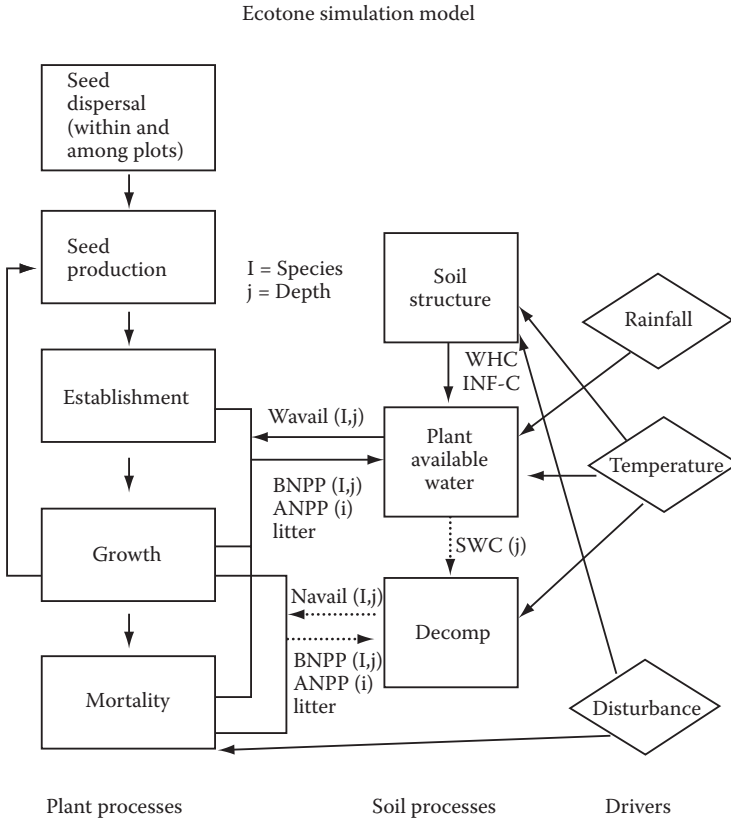 Ecotone simulation model
Seed
dispersal
(within and
among plots)
Seed
production
I = Species
j = Depth
Soil
structure
Rainfall
WHC
INF-C
Establishment
Wavail (I,j)
Plant
available
water
Temperature
BNPP (I,j)
ANPP (i)
litter
SWC (j)
Growth
Navail (I,j)
Decomp
BNPP (I,j)
ANPP (i)
litter
Mortality
Disturbance
Plant processes
Soil processes
Drivers